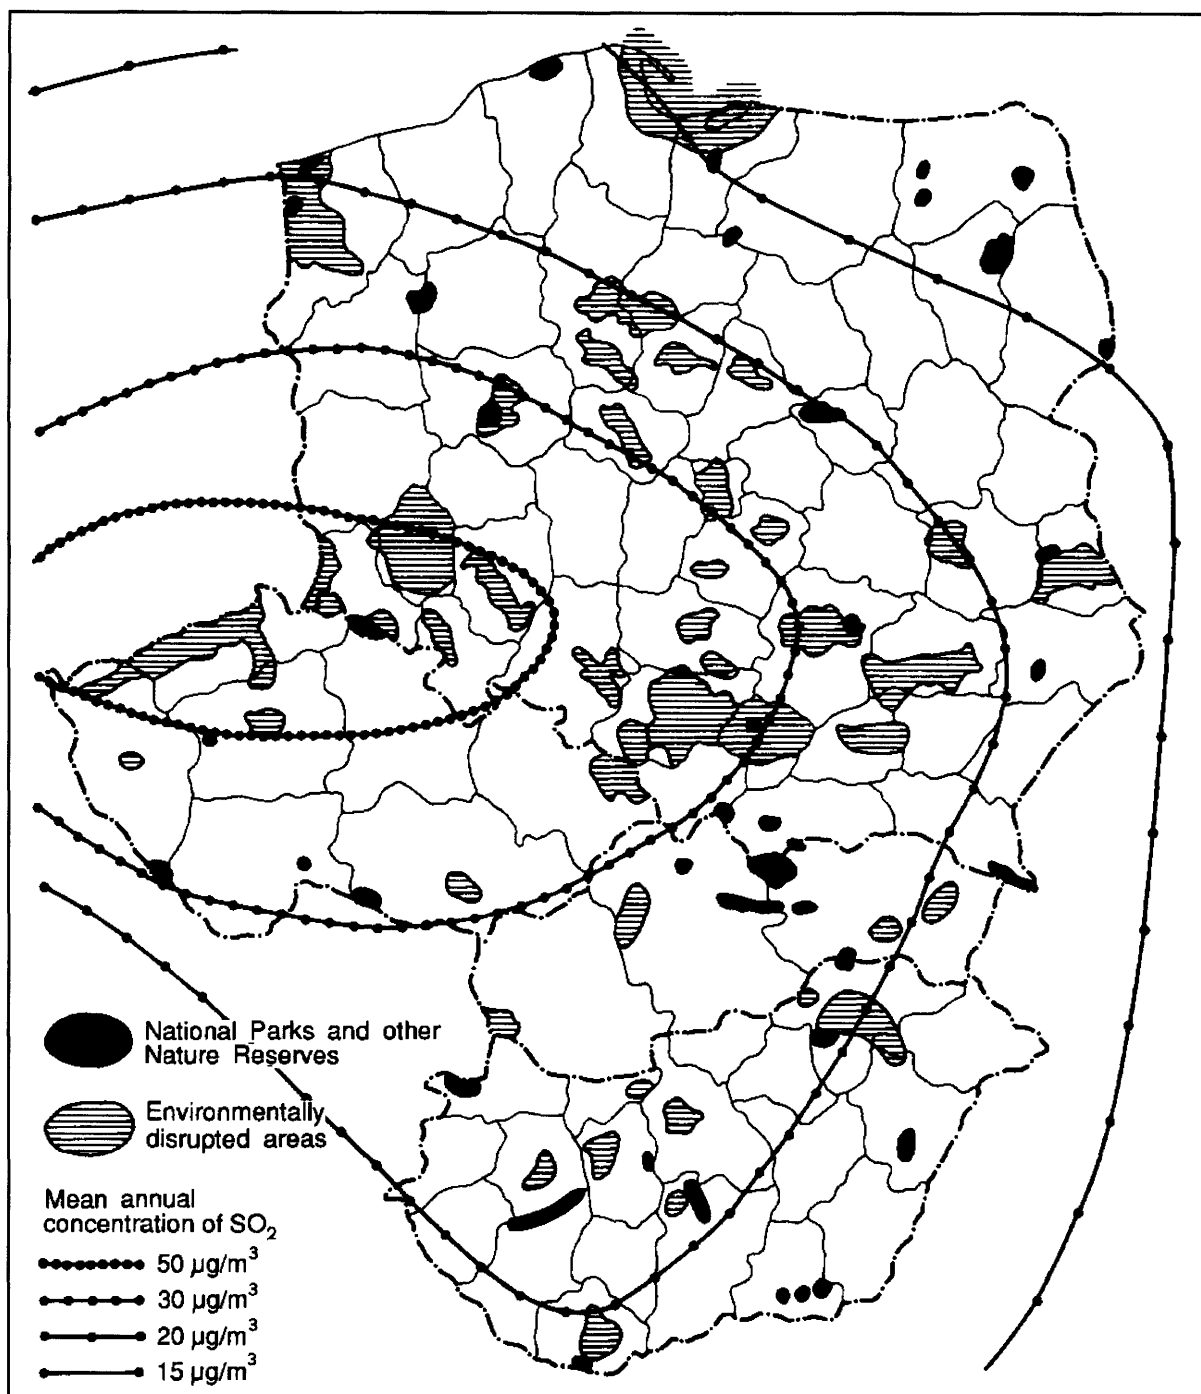 National Parks and other
Nature Reserves
Environmentally
disrupted areas
Mean annual
concentration of SO₂
50 µg/m³
30 µg/m³
20 µg/m³
15 µg/m³